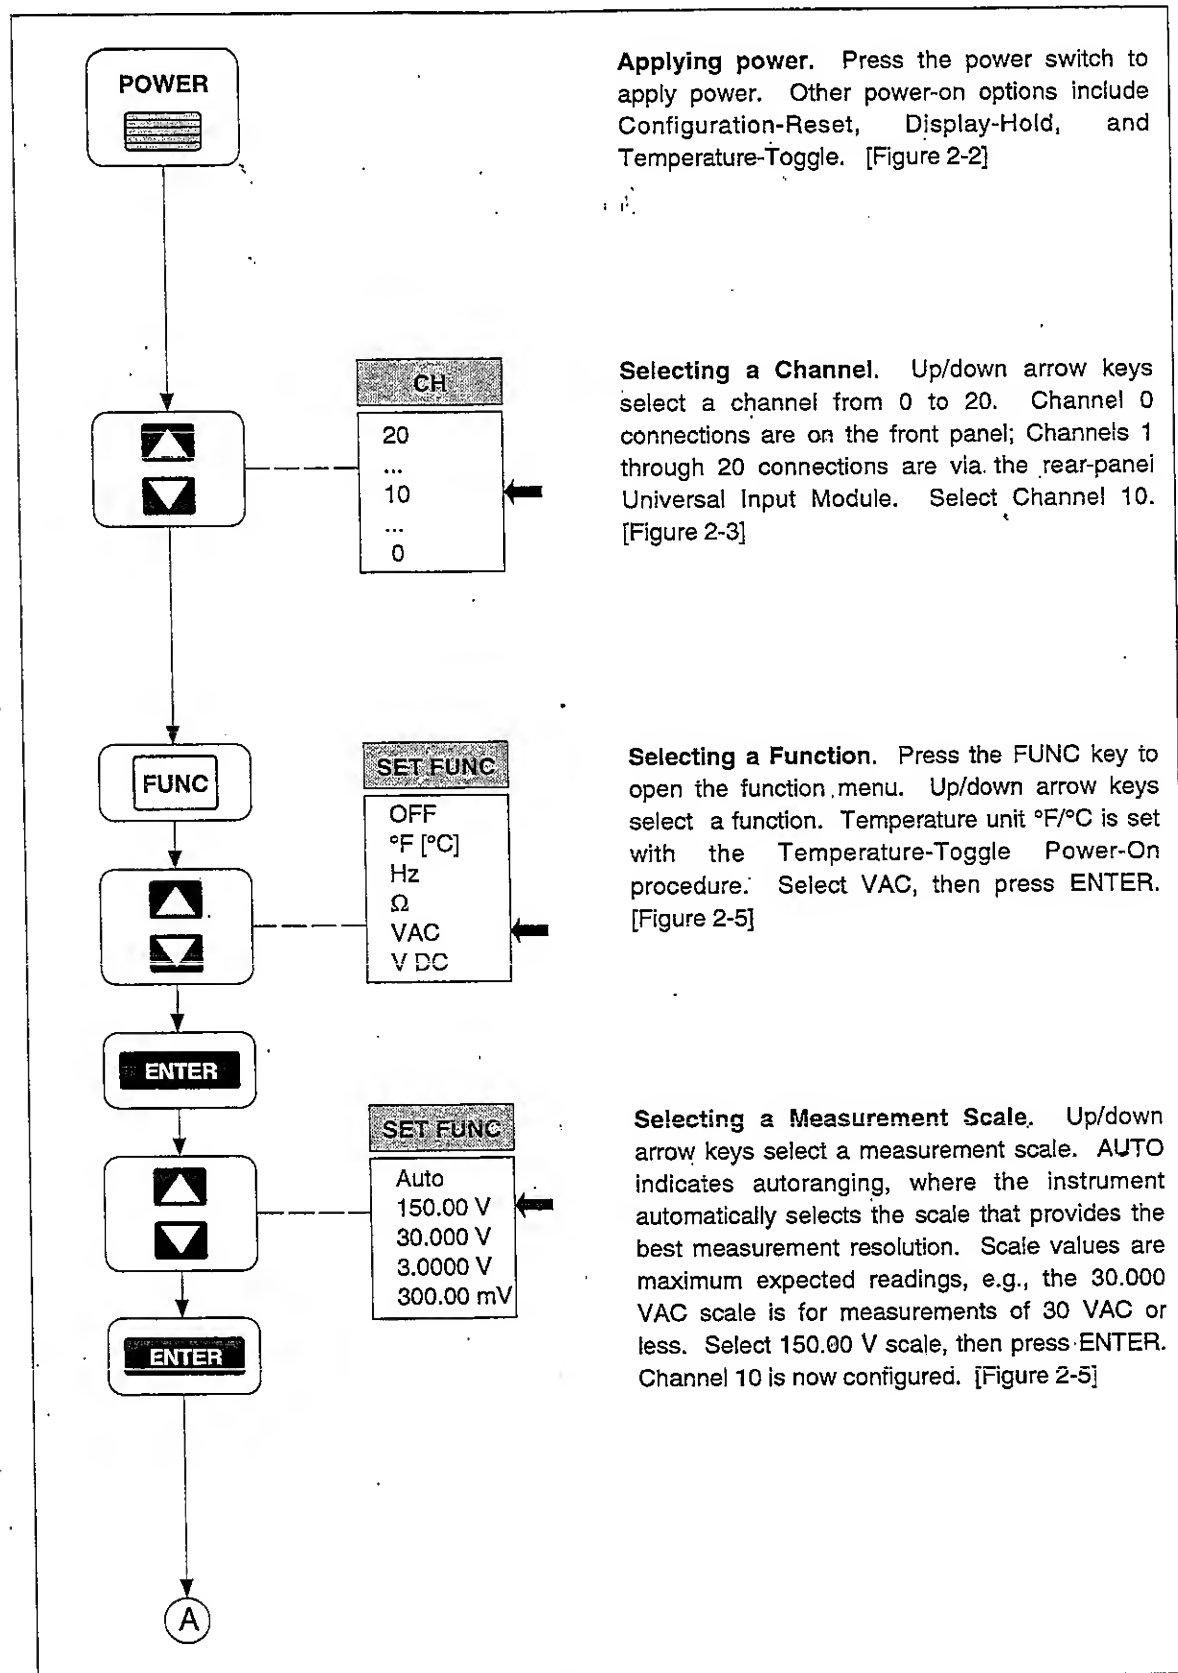 POWER
Applying power. Press the power switch to
apply power. Other power-on options include
Configuration-Reset, Display-Hold, and
Temperature-Toggle. [Figure 2-2]
CH
20
...
10
...
0
Selecting a Channel. Up/down arrow keys
select a channel from 0 to 20. Channel 0
connections are on the front panel; Channels 1
through 20 connections are via the rear-panel
Universal Input Module. Select Channel 10.
[Figure 2-3]
FUNC
SET FUNC
OFF
°F [°C]
Hz
Ω
VAC
V DC
Selecting a Function. Press the FUNC key to
open the function menu. Up/down arrow keys
select a function. Temperature unit °F/°C is set
with the Temperature-Toggle Power-On
procedure. Select VAC, then press ENTER.
[Figure 2-5]
ENTER
SET FUNC
Auto
150.00 V
30.000 V
3.0000 V
300.00 mV
Selecting a Measurement Scale. Up/down
arrow keys select a measurement scale. AUTO
indicates autoranging, where the instrument
automatically selects the scale that provides the
best measurement resolution. Scale values are
maximum expected readings, e.g., the 30.000
VAC scale is for measurements of 30 VAC or
less. Select 150.00 V scale, then press ENTER.
Channel 10 is now configured. [Figure 2-5]
ENTER
A